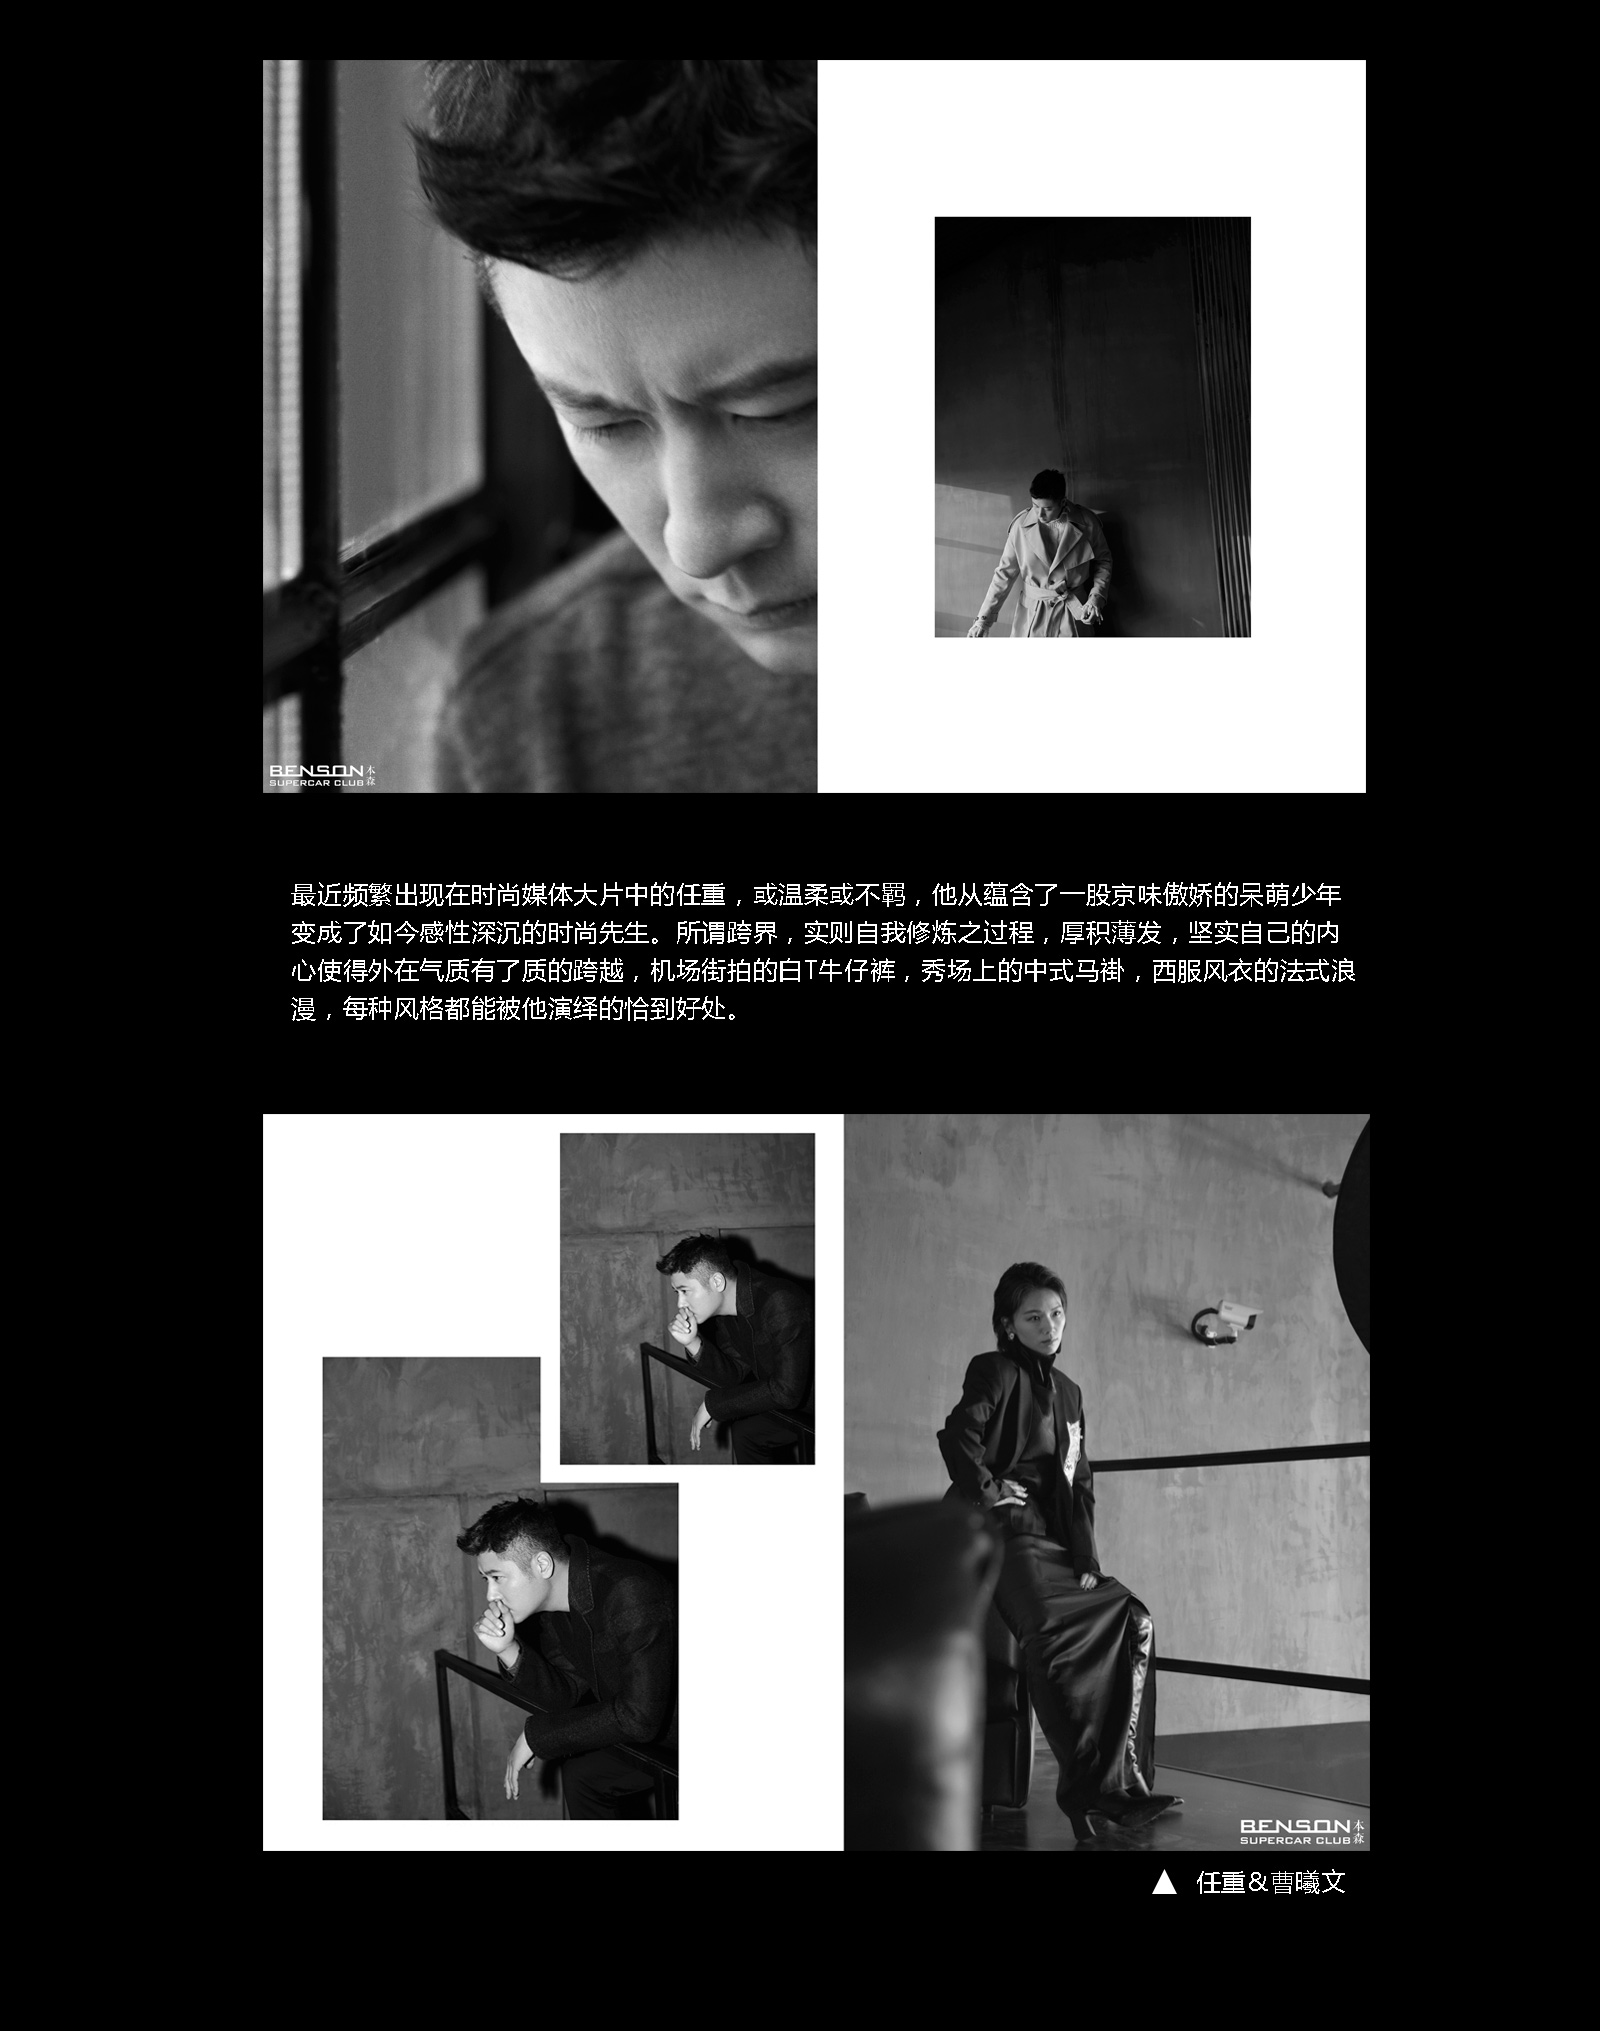 BENSON 本森
SUPERCAR CLUB
最近频繁出现在时尚媒体大片中的任重，或温柔或不羁，他从蕴含了一股京味傲娇的呆萌少年
变成了如今感性深沉的时尚先生。所谓跨界，实则自我修炼之过程，厚积薄发，坚实自己的内
心使得外在气质有了质的跨越，机场街拍的白T牛仔裤，秀场上的中式马褂，西服风衣的法式浪
漫，每种风格都能被他演绎的恰到好处。
BENSON 本森
SUPERCAR CLUB
▲ 任重&曹曦文